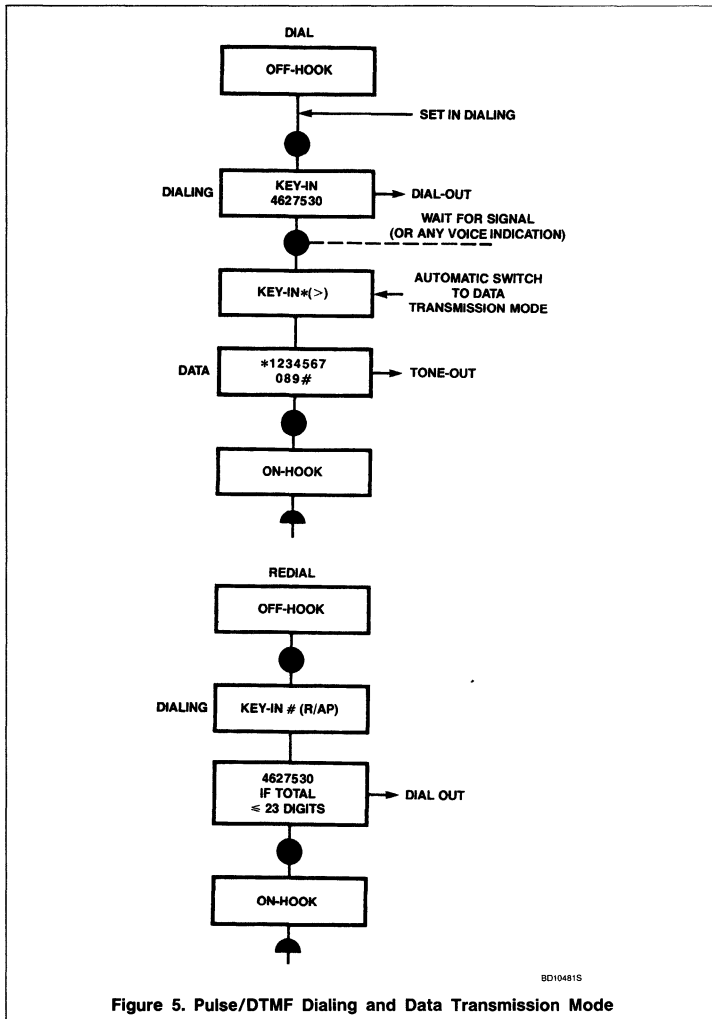 DIAL
OFF-HOOK
SET IN DIALING
DIALING
KEY-IN
4627530
DIAL-OUT
WAIT FOR SIGNAL
(OR ANY VOICE INDICATION)
KEY-IN*(>)
AUTOMATIC SWITCH
TO DATA
TRANSMISSION MODE
DATA
*1234567
089#
TONE-OUT
ON-HOOK
REDIAL
OFF-HOOK
DIALING
KEY-IN # (R/AP)
4627530
IF TOTAL
≤ 23 DIGITS
DIAL OUT
ON-HOOK
BD10481S
Figure 5. Pulse/DTMF Dialing and Data Transmission Mode